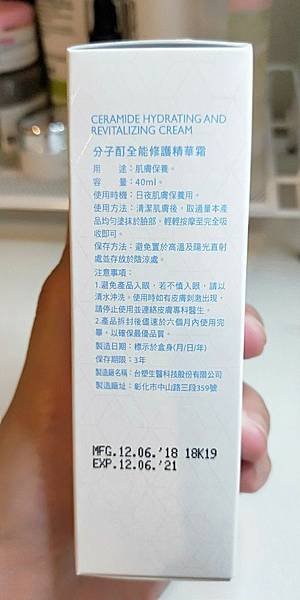 CERAMIDE HYDRATING AND
REVITALIZING CREAM
分子酊全能修護精華霜
用　　途：肌膚保養。
容　　量：40ml。
使用時機：日夜肌膚保養用。
使用方法：清潔肌膚後，取適量本產
品均勻塗抹於臉部，輕輕按摩至完全吸
收即可。
保存方法：避免置於高溫及陽光直射
處並存放於陰涼處。
注意事項：
1.避免產品入眼，若不慎入眼，請以
清水沖洗。使用時如有皮膚刺激出現，
請停止使用並連絡皮膚專科醫生。
2.產品拆封後儘速於六個月內使用完
畢，以確保最優品質。
製造日期：標示於盒身(月/日/年)
保存期限：3年
製造廠名稱：台塑生醫科技股份有限公司
製造廠址：彰化市中山路三段359號
MFG.12.06.'18 18K19
EXP.12.06.'21